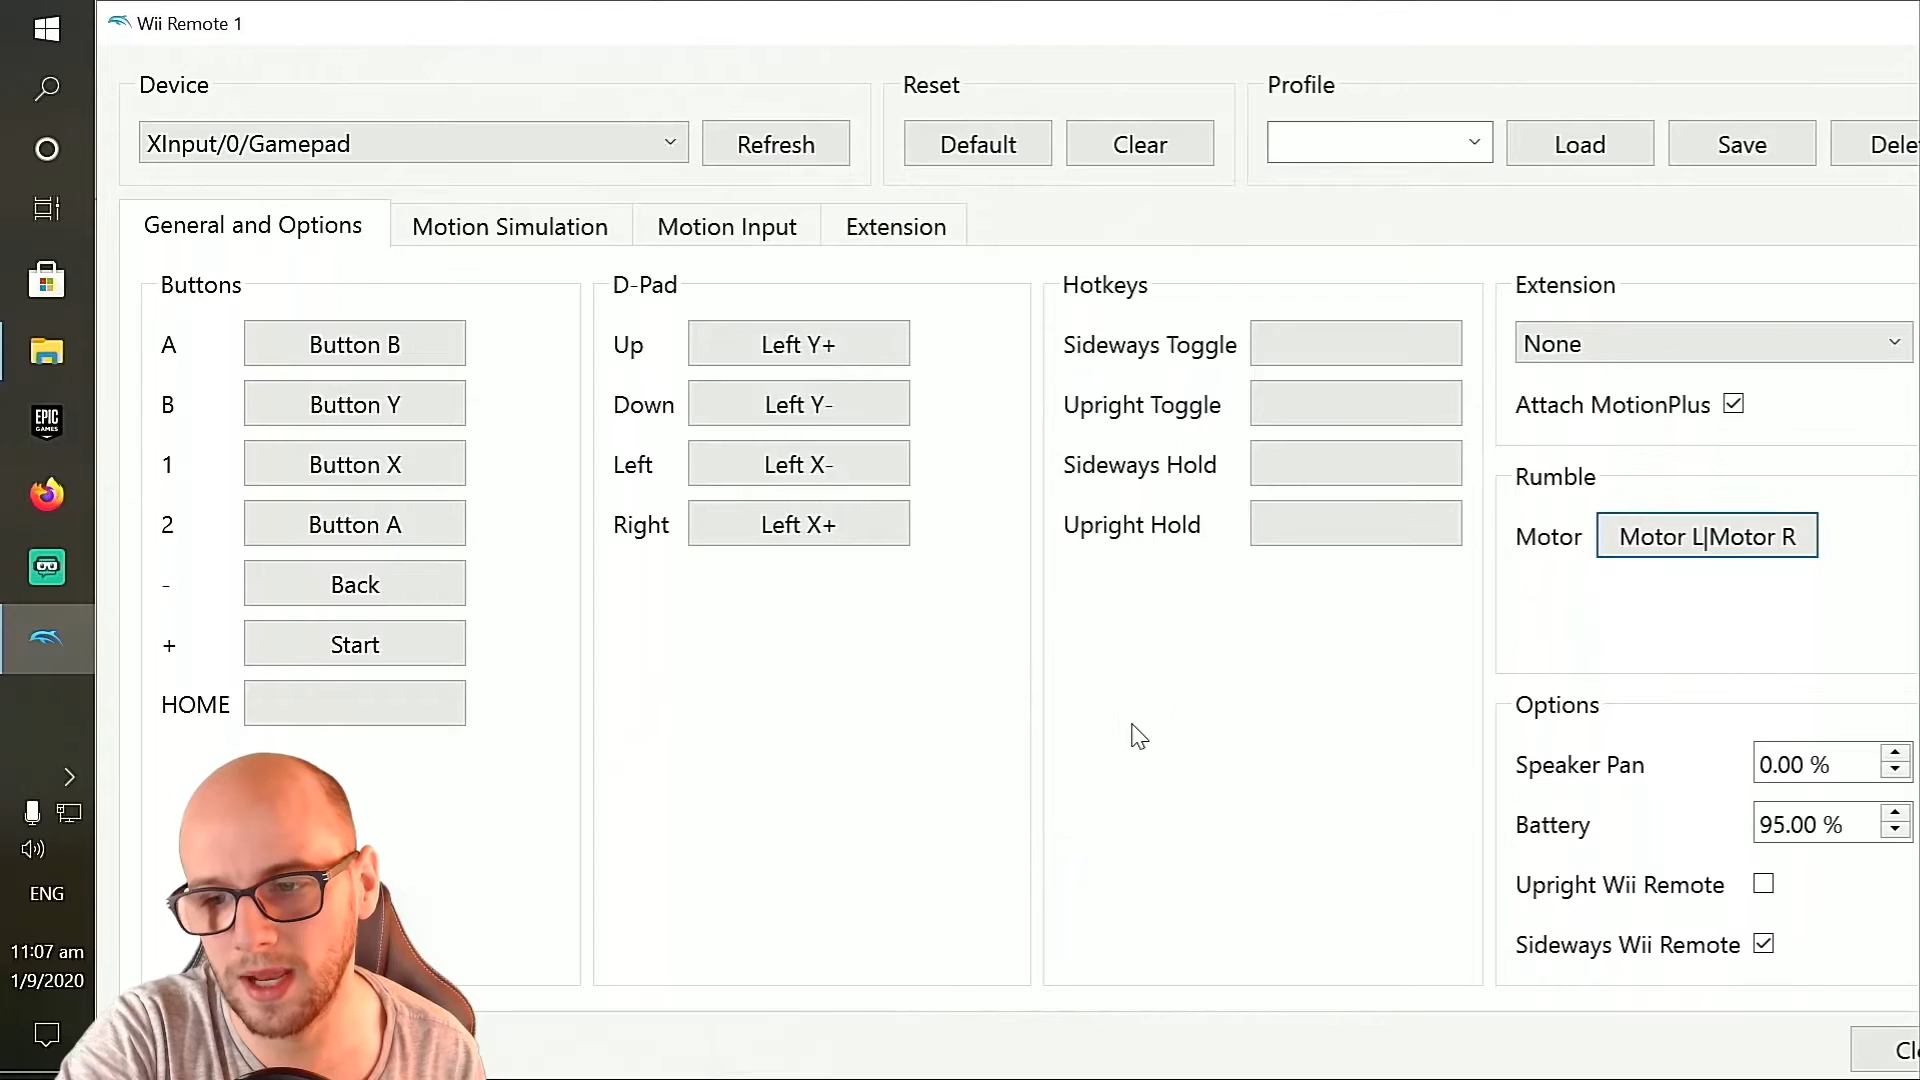 Wii Remote 1
Device
Reset
Profile
XInput/0/Gamepad
Refresh
Default
Clear
Load
Save
Dele
General and Options
Motion Simulation
Motion Input
Extension
Buttons
D-Pad
Hotkeys
Extension
A
Button B
Up
Left Y+
Sideways Toggle
None
B
Button Y
Down
Left Y-
Upright Toggle
Attach MotionPlus
1
Button X
Left
Left X-
Sideways Hold
Rumble
2
Button A
Right
Left X+
Upright Hold
Motor
Motor L|Motor R
-
Back
+
Start
HOME
Options
Speaker Pan
0.00 %
Battery
95.00 %
Upright Wii Remote
Sideways Wii Remote
Clo
EPIC
GAMES
ENG
11:07 am
1/9/2020